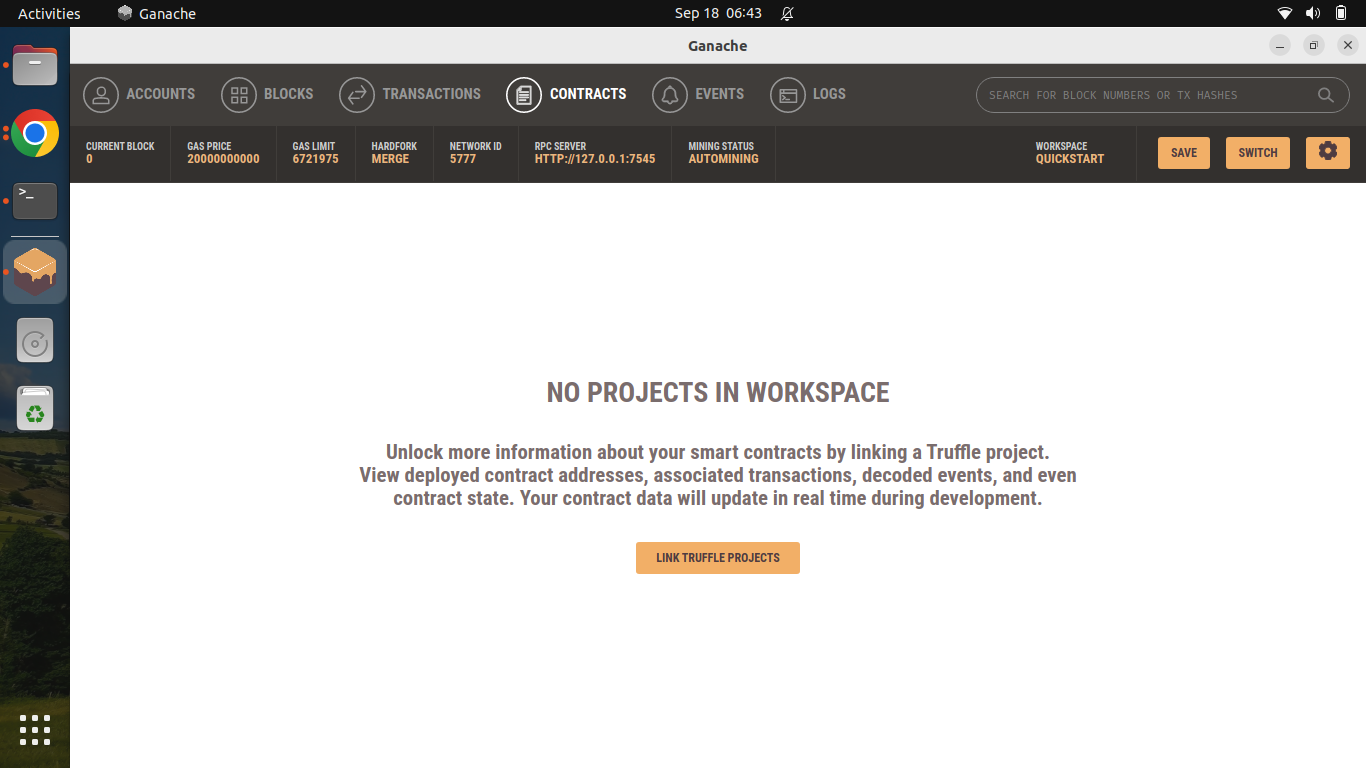 Activities
Ganache
Sep 18 06:43
Ganache
ACCOUNTS
BLOCKS
TRANSACTIONS
CONTRACTS
EVENTS
LOGS
SEARCH FOR BLOCK NUMBERS OR TX HASHES
CURRENT BLOCK
0
GAS PRICE
20000000000
GAS LIMIT
6721975
HARDFORK
MERGE
NETWORK ID
5777
RPC SERVER
HTTP://127.0.0.1:7545
MINING STATUS
AUTOMINING
WORKSPACE
QUICKSTART
SAVE
SWITCH
>_
NO PROJECTS IN WORKSPACE
Unlock more information about your smart contracts by linking a Truffle project.
View deployed contract addresses, associated transactions, decoded events, and even
contract state. Your contract data will update in real time during development.
LINK TRUFFLE PROJECTS